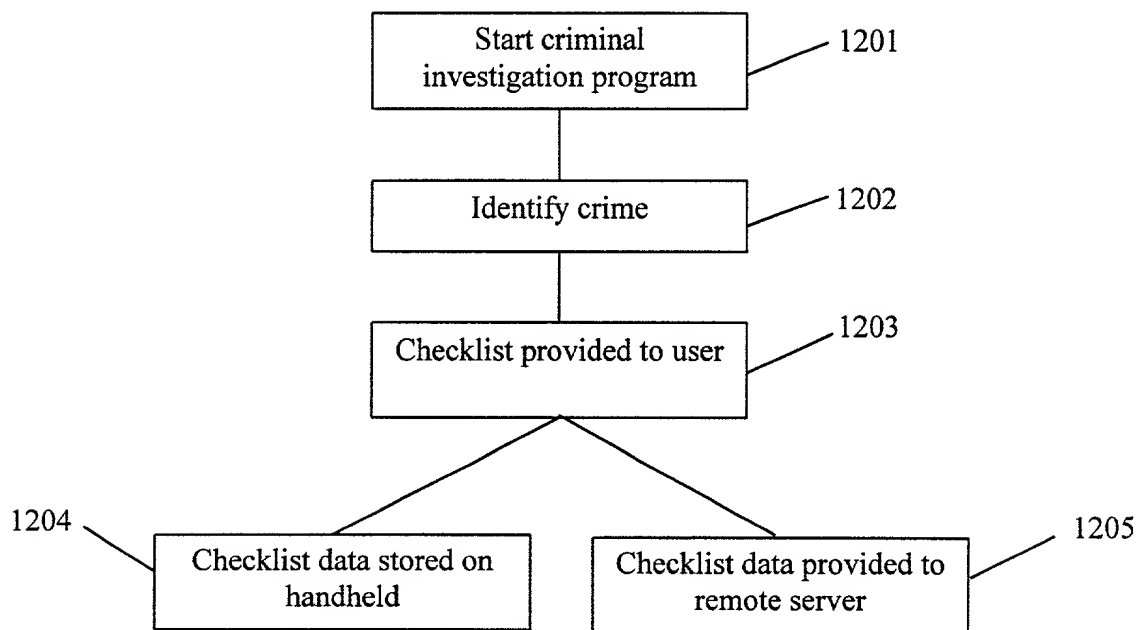 Start criminal
investigation program
1201
Identify crime
1202
Checklist provided to user
1203
1204
Checklist data stored on
handheld
Checklist data provided to
remote server
1205